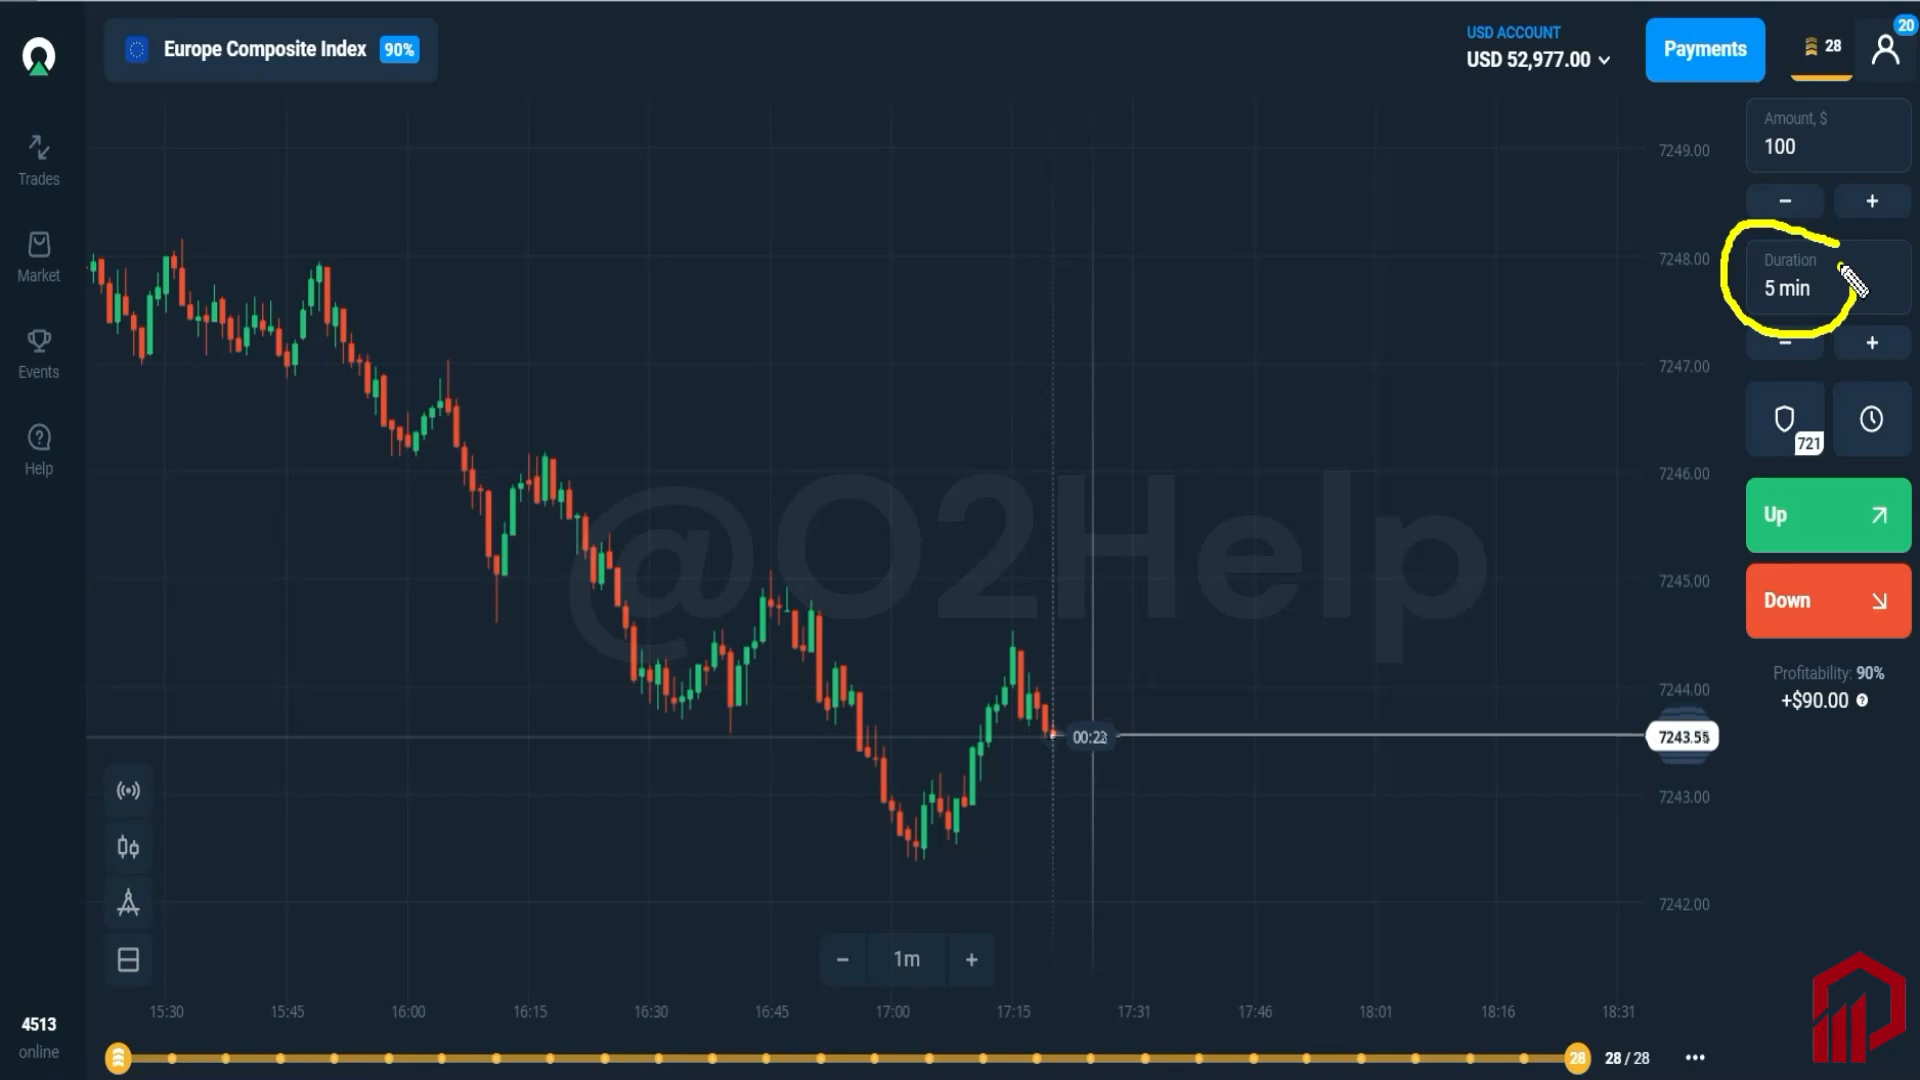 Europe Composite Index 90%
USD ACCOUNT
USD 52,977.00
Payments
28
20
Trades
Market
Events
Help
Amount, $
100
−
+
Duration
5 min
−
+
721
Up
Down
Profitability: 90%
+$90.00
7249.00
7248.00
7247.00
7246.00
7245.00
7244.00
7243.55
7243.00
7242.00
@O2Help
− 1m +
15:30 15:45 16:00 16:15 16:30 16:45 17:00 17:15 17:31 17:46 18:01 18:16 18:31
4513
online
28
28 / 28